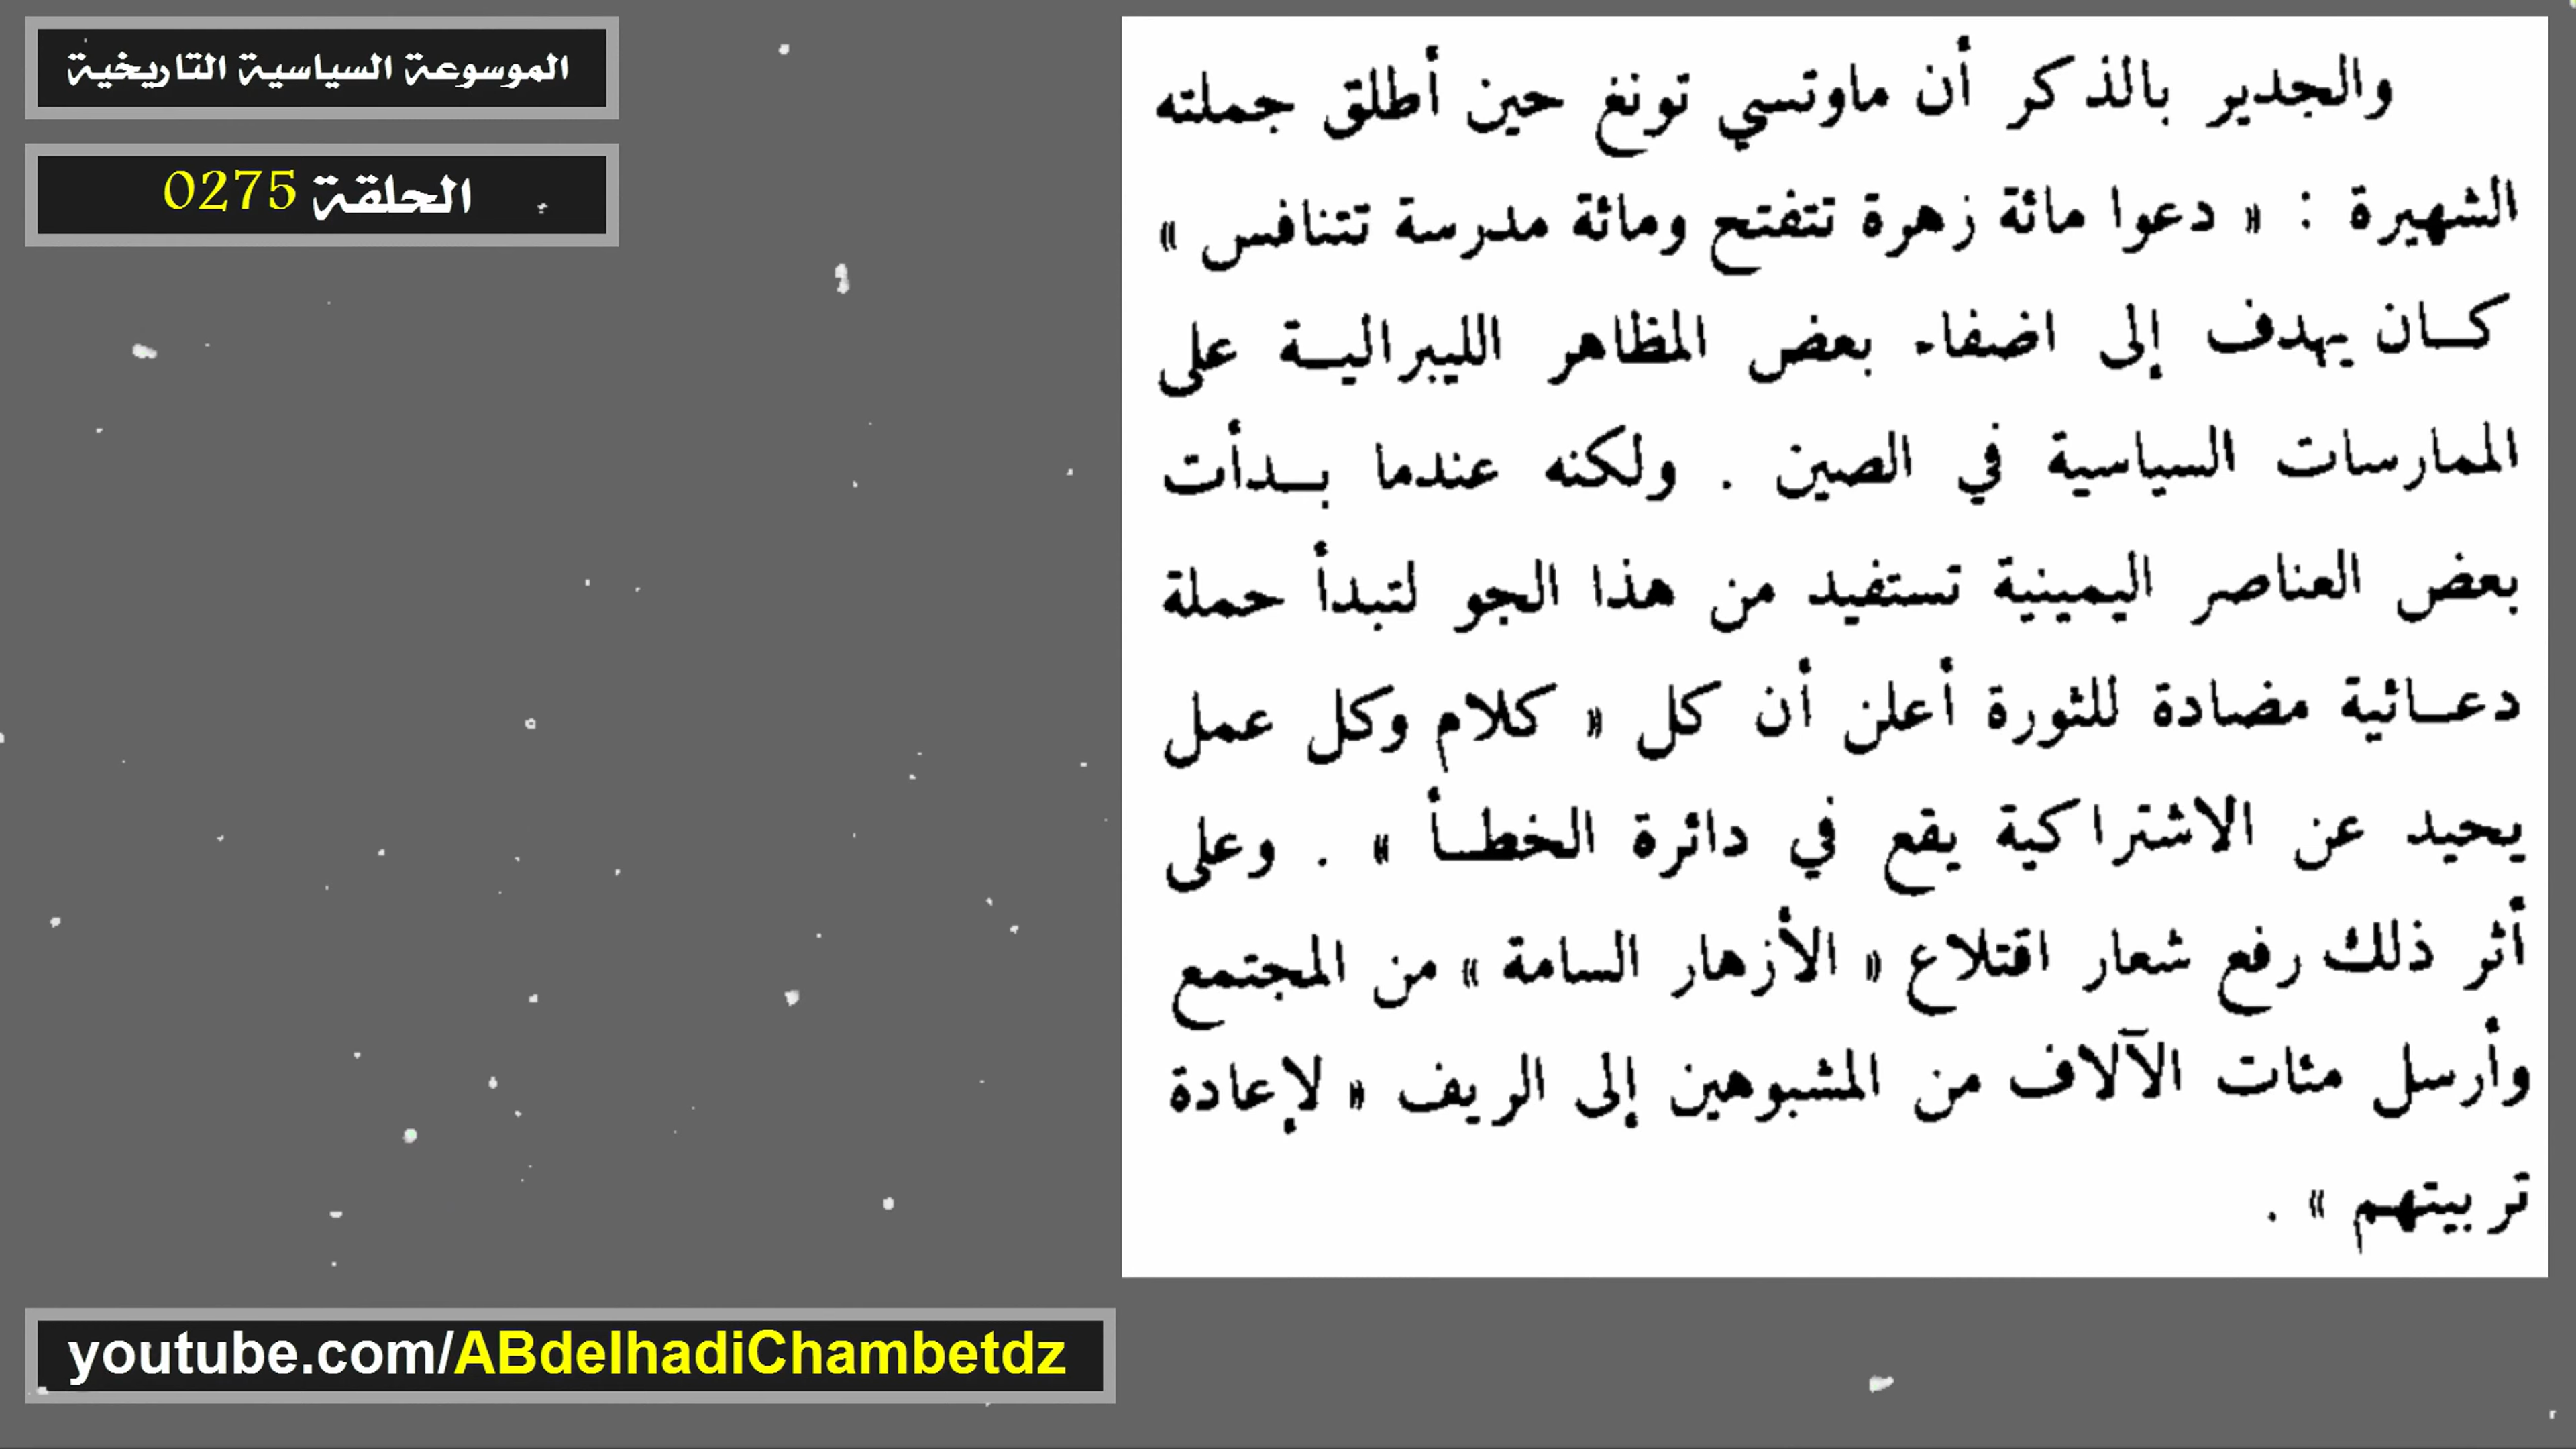 الموسوعة السياسية التاريخية
الحلقة 0275
والجدير بالذكر أن ماوتسي تونغ حين أطلق جملته
الشهيرة : « دعوا مائة زهرة تتفتح ومائة مدرسة تتنافس »
كان يهدف إلى اضفاء بعض المظاهر الليبرالية على
الممارسات السياسية في الصين . ولكنه عندما بدأت
بعض العناصر اليمينية تستفيد من هذا الجو لتبدأ حملة
دعائية مضادة للثورة أعلن أن كل « كلام وكل عمل
يحيد عن الاشتراكية يقع في دائرة الخطأ » . وعلى
أثر ذلك رفع شعار اقتلاع « الأزهار السامة » من المجتمع
وأرسل مئات الآلاف من المشبوهين إلى الريف « لإعادة
تربيتهم » .
youtube.com/ABdelhadiChambetdz